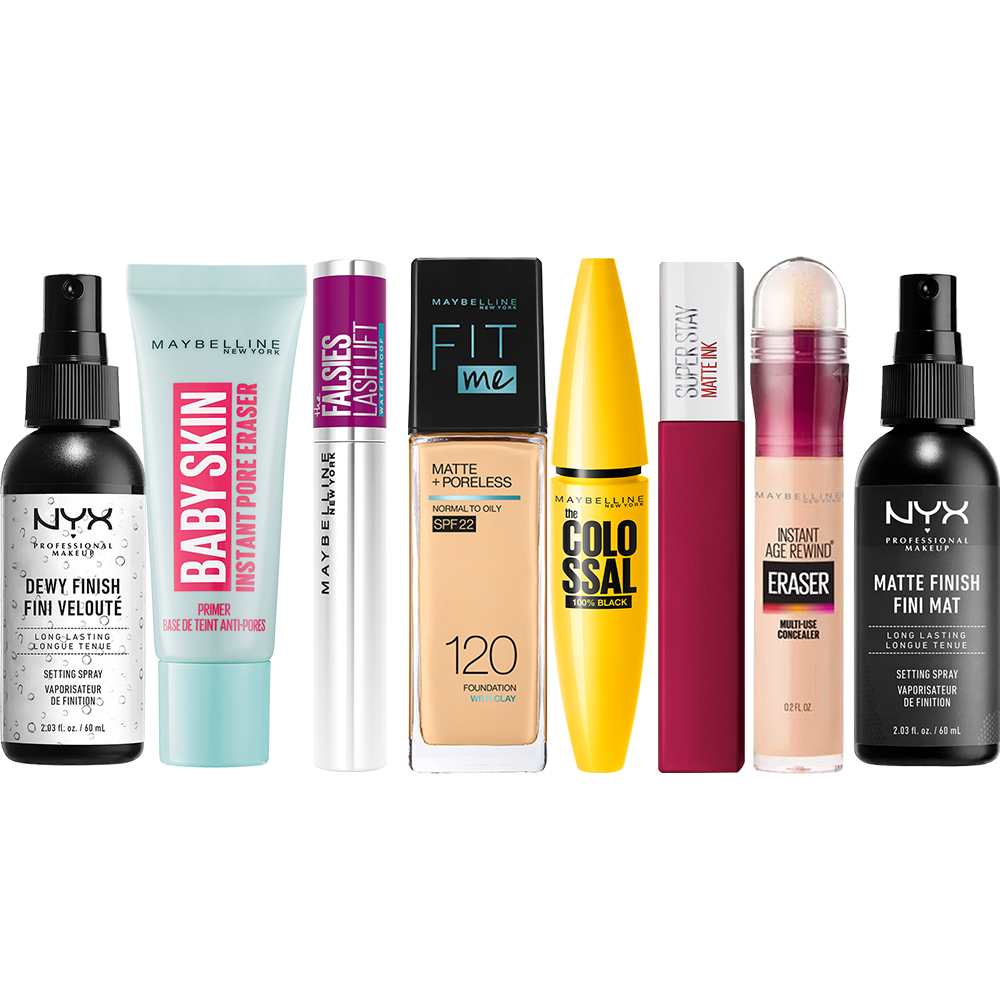 NYX
PROFESSIONAL
MAKEUP
DEWY FINISH
FINI VELOUTÉ
LONG LASTING
LONGUE TENUE
SETTING SPRAY
VAPORISATEUR
DE FINITION
2.03 fl. oz. / 60 mL
MAYBELLINE
NEW YORK
BABY SKIN
INSTANT PORE ERASER
PRIMER
BASE DE TEINT ANTI-PORES
the
FALSIES
LASH LIFT
WATERPROOF
MAYBELLINE
NEW YORK
MAYBELLINE
NEW YORK
FIT
me
MATTE
+ PORELESS
NORMAL TO OILY
SPF 22
120
FOUNDATION
WITH CLAY
MAYBELLINE
NEW YORK
the
COLO
SSAL
100% BLACK
SUPER STAY
MATTE INK
MAYBELLINE
NEW YORK
INSTANT
AGE REWIND®
ERASER
MULTI-USE
CONCEALER
0.2 FL OZ.
NYX
PROFESSIONAL
MAKEUP
MATTE FINISH
FINI MAT
LONG LASTING
LONGUE TENUE
SETTING SPRAY
VAPORISATEUR
DE FINITION
2.03 fl. oz. / 60 mL